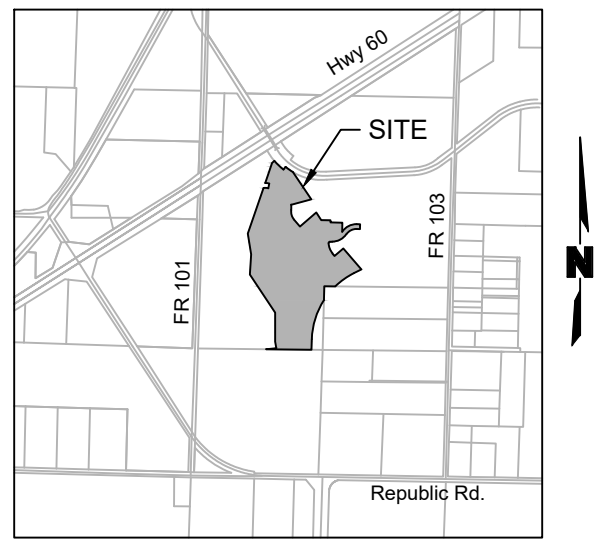 Hwy 60
SITE
FR 103
N
FR 101
Republic Rd.